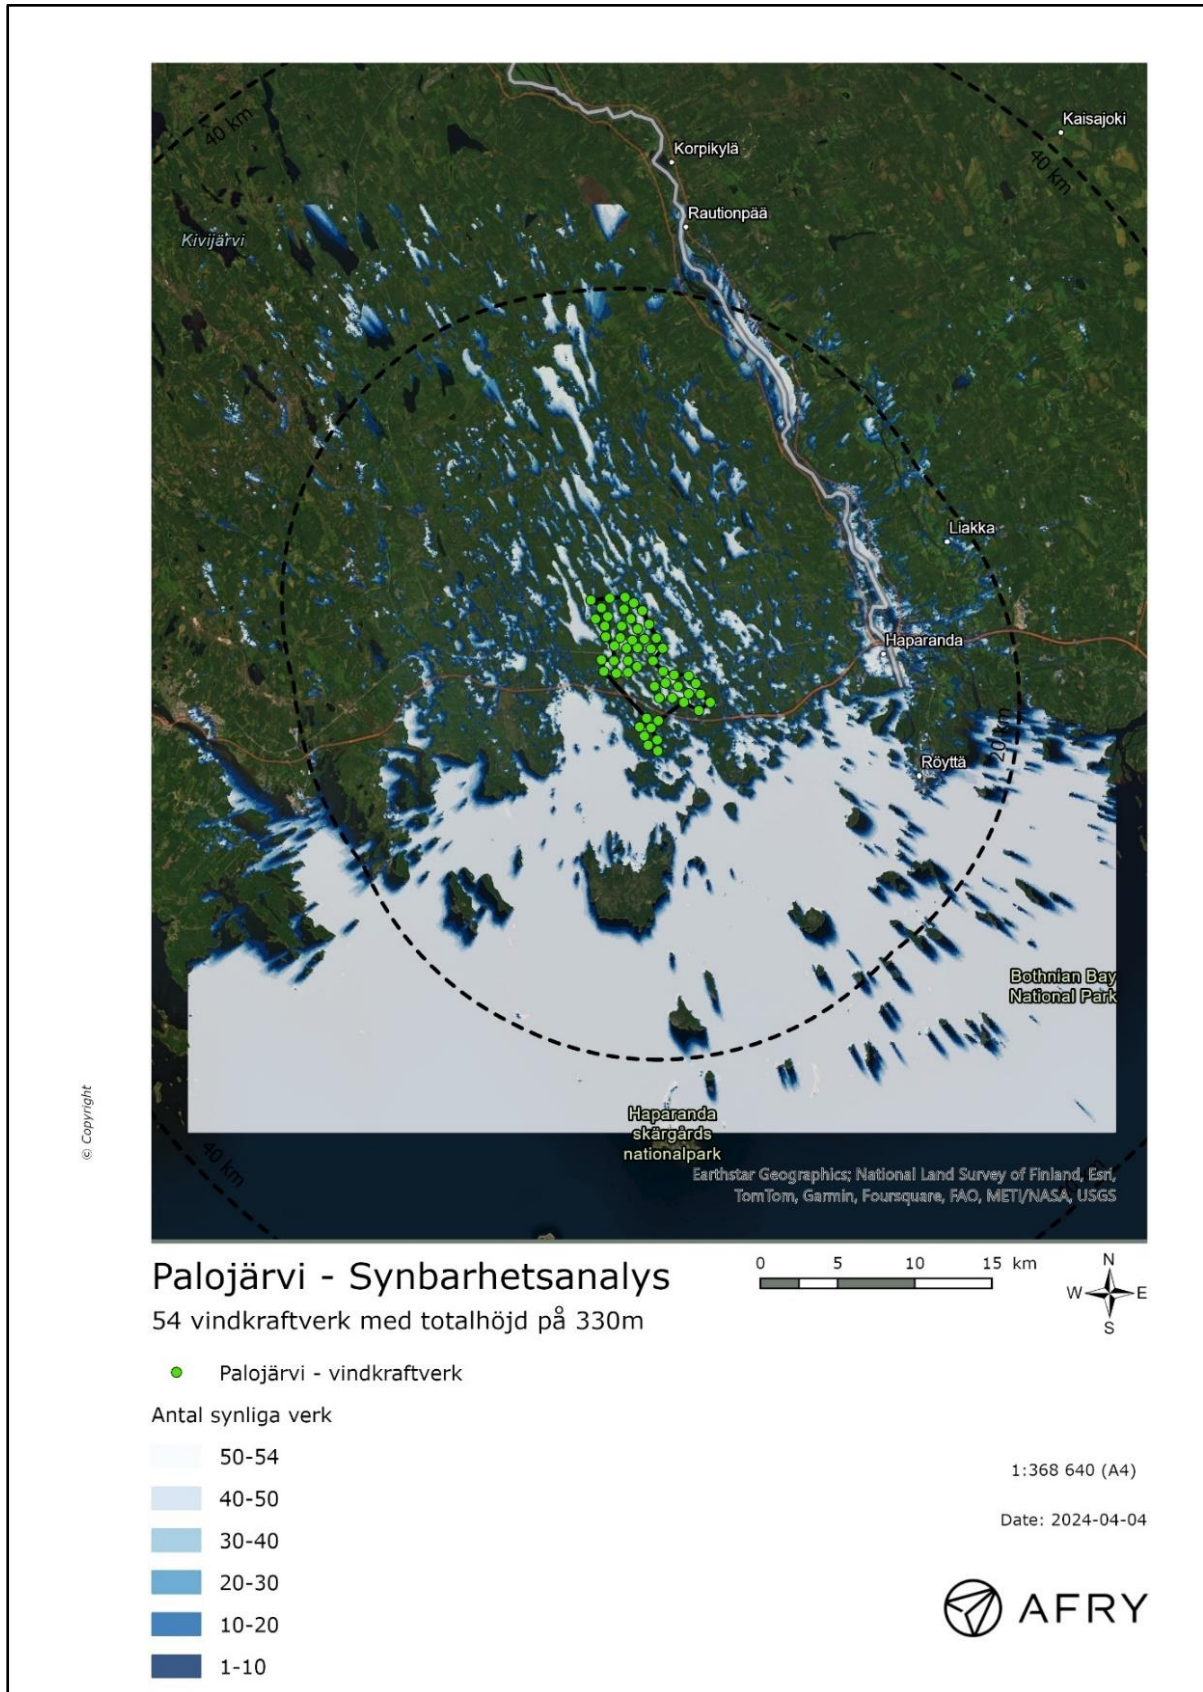 40 km
Kaisajoki
Korpikylä
40 km
Rautionpää
Kivijärvi
Liakka
Haparanda
20 km
Röyttä
Bothnian Bay
National Park
© Copyright
Haparanda
skärgårds
nationalpark
40 km
Earthstar Geographics; National Land Survey of Finland, Esri,
TomTom, Garmin, Foursquare, FAO, METI/NASA, USGS
Palojärvi - Synbarhetsanalys
54 vindkraftverk med totalhöjd på 330m
0 5 10 15 km
N
W E
S
Palojärvi - vindkraftverk
Antal synliga verk
50-54
40-50
30-40
20-30
10-20
1-10
1:368 640 (A4)
Date: 2024-04-04
AFRY